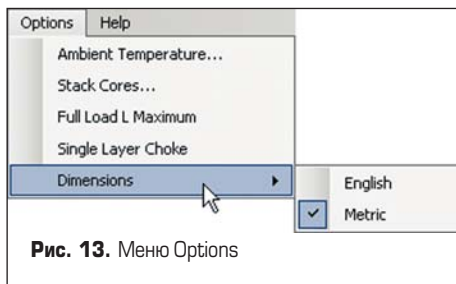 Options Help
Ambient Temperature...
Stack Cores...
Full Load L Maximum
Single Layer Choke
Dimensions
English
Metric
Рис. 13. Меню Options